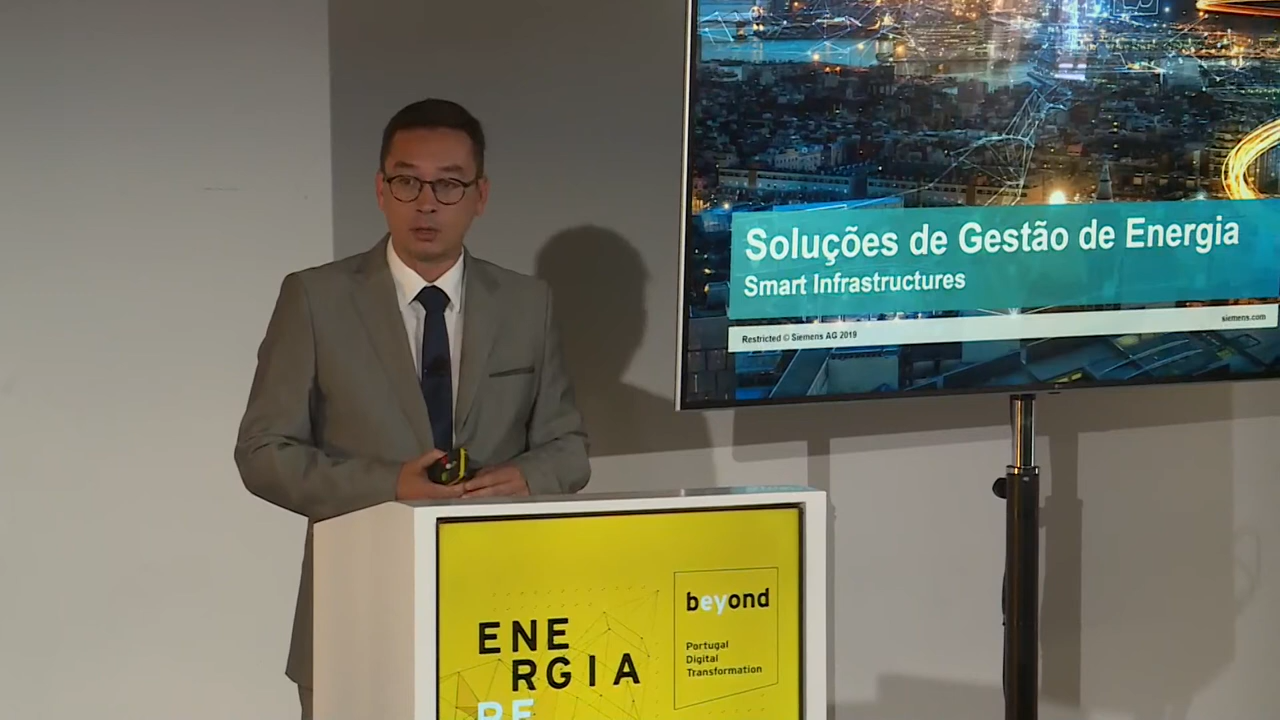 Soluções de Gestão de Energia
Smart Infrastructures
Restricted © Siemens AG 2019
siemens.com
beyond
Portugal
Digital
Transformation
ENE
RGIA
RE